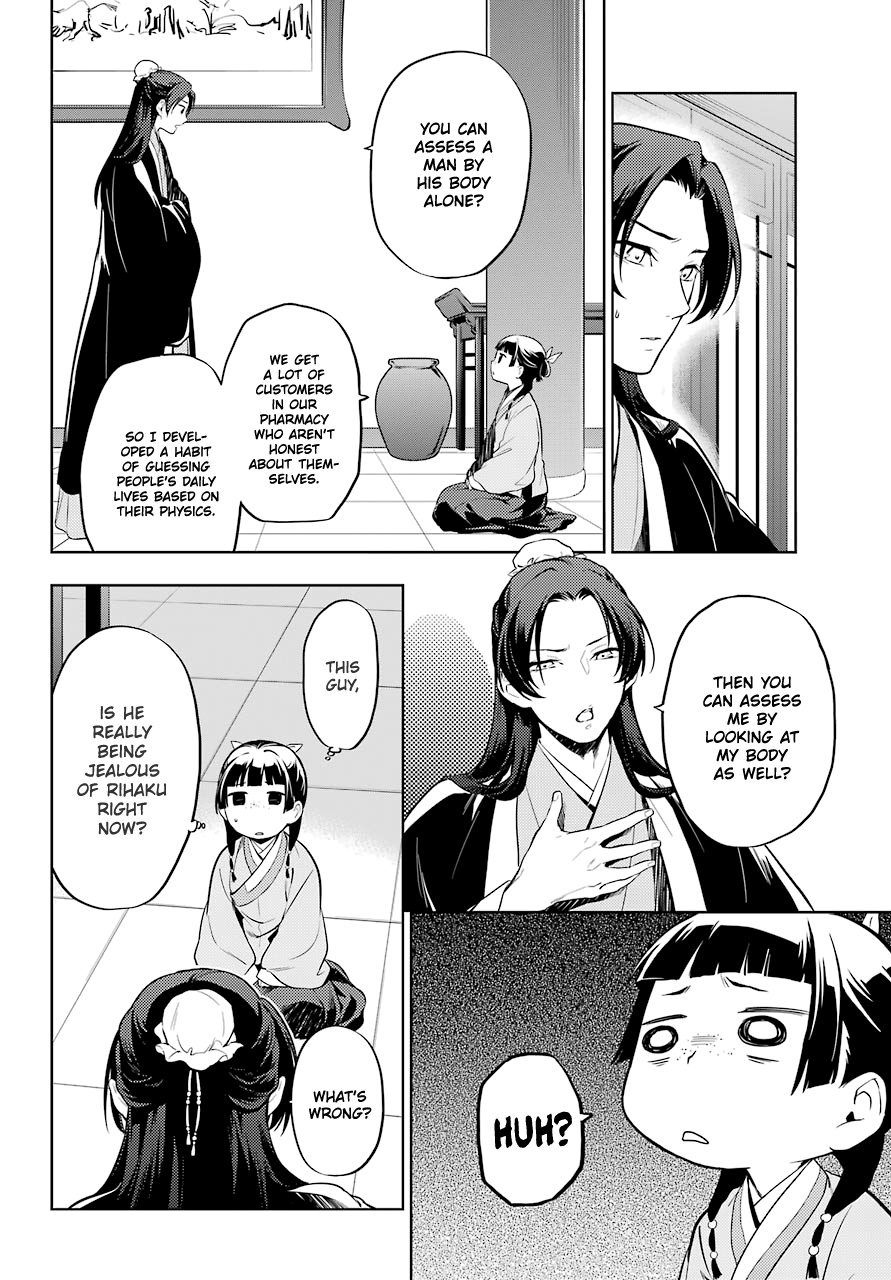 YOU CAN
ASSESS A
MAN BY
HIS BODY
ALONE?
WE GET
A LOT OF
CUSTOMERS
IN OUR
PHARMACY
WHO AREN'T
HONEST
ABOUT THEM-
SELVES.
SO I DEVEL-
OPED A HABIT
OF GUESSING
PEOPLE'S DAILY
LIVES BASED ON
THEIR PHYSICS.
THEN YOU
CAN ASSESS
ME BY
LOOKING AT
MY BODY
AS WELL?
HUH?
THIS
GUY,
IS HE
REALLY
BEING
JEALOUS
OF RIHAKU
RIGHT
NOW?
WHAT'S
WRONG?